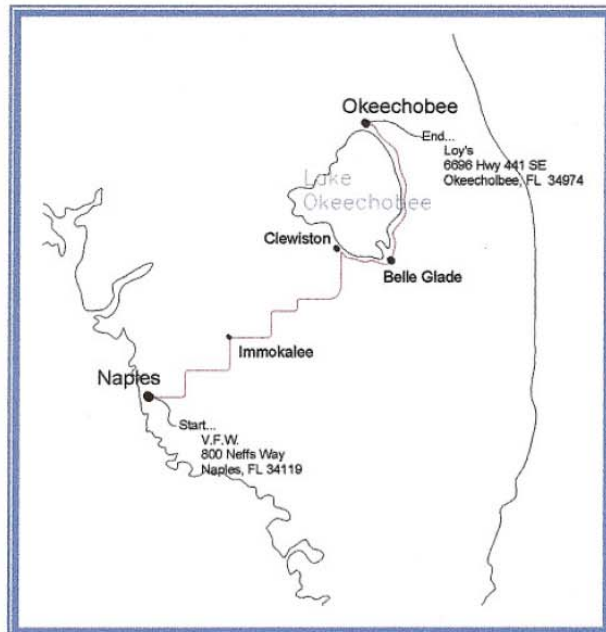 Okeechobee
End...
Loy's
6696 Hwy 441 SE
Okeecholbee, FL 34974
Lake
Okeechobee
Clewiston
Belle Glade
Immokalee
Naples
Start...
V.F.W.
800 Neffs Way
Naples, FL 34119